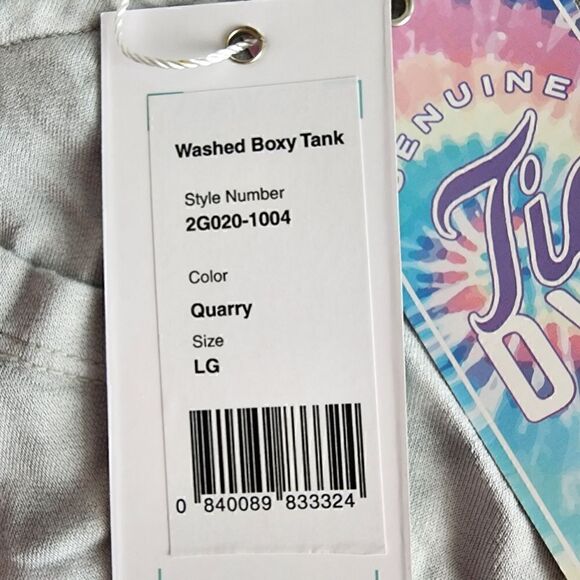 Washed Boxy Tank
Style Number
2G020-1004
Color
Quarry
Size
LG
0 840089 833324
GENUINE